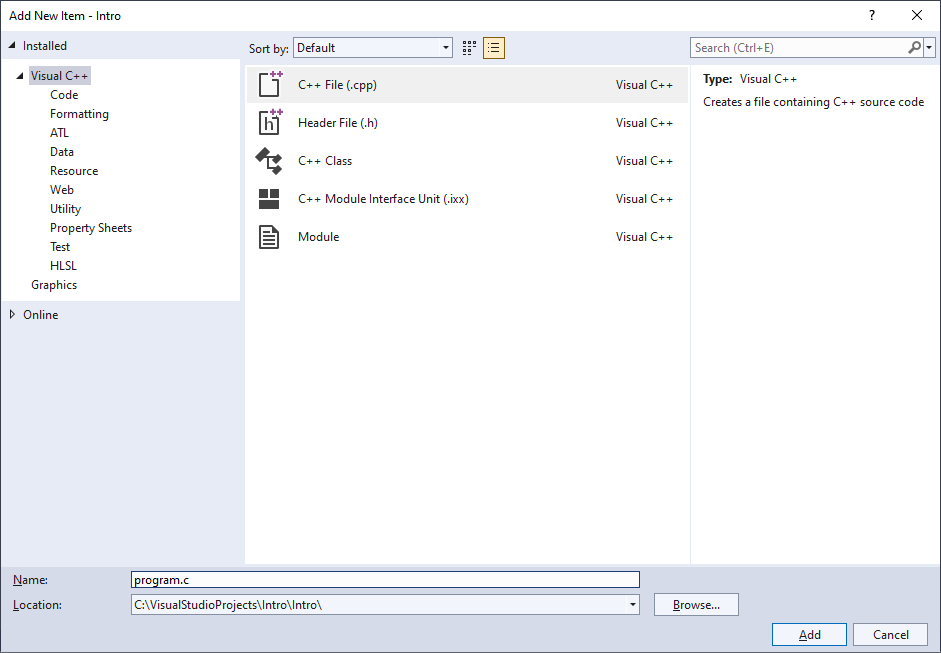 Add New Item - Intro
?
Installed
Sort by: Default
Search (Ctrl+E)
Visual C++
Code
Formatting
ATL
Data
Resource
Web
Utility
Property Sheets
Test
HLSL
Graphics
Online
C++ File (.cpp) Visual C++
Header File (.h) Visual C++
C++ Class Visual C++
C++ Module Interface Unit (.ixx) Visual C++
Module Visual C++
Type: Visual C++
Creates a file containing C++ source code
Name: program.c
Location: C:\VisualStudioProjects\Intro\Intro\ Browse...
Add Cancel